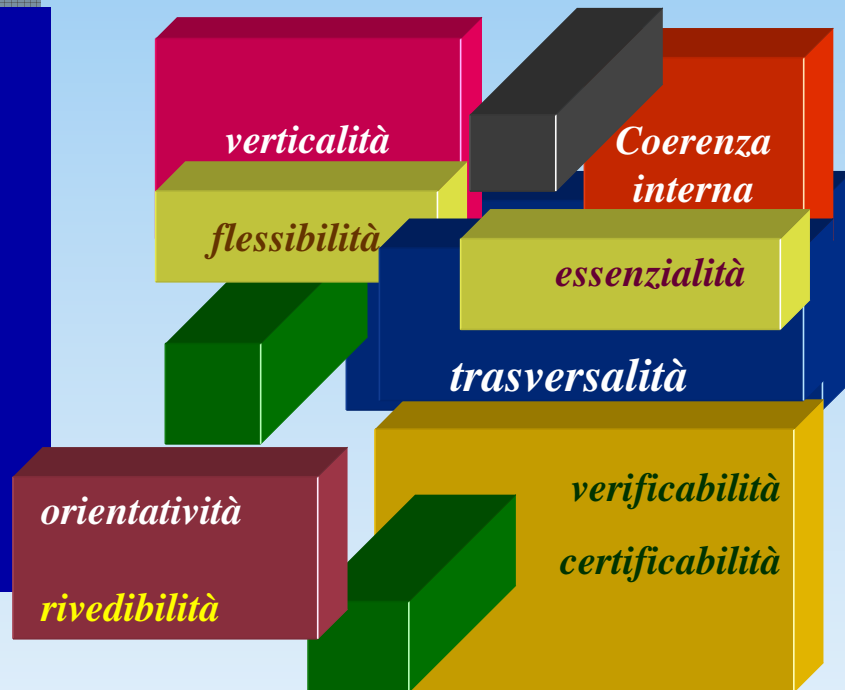 verticalità
Coerenza
interna
flessibilità
essenzialità
trasversalità
orientatività
rivedibilità
verificabilità
certificabilità